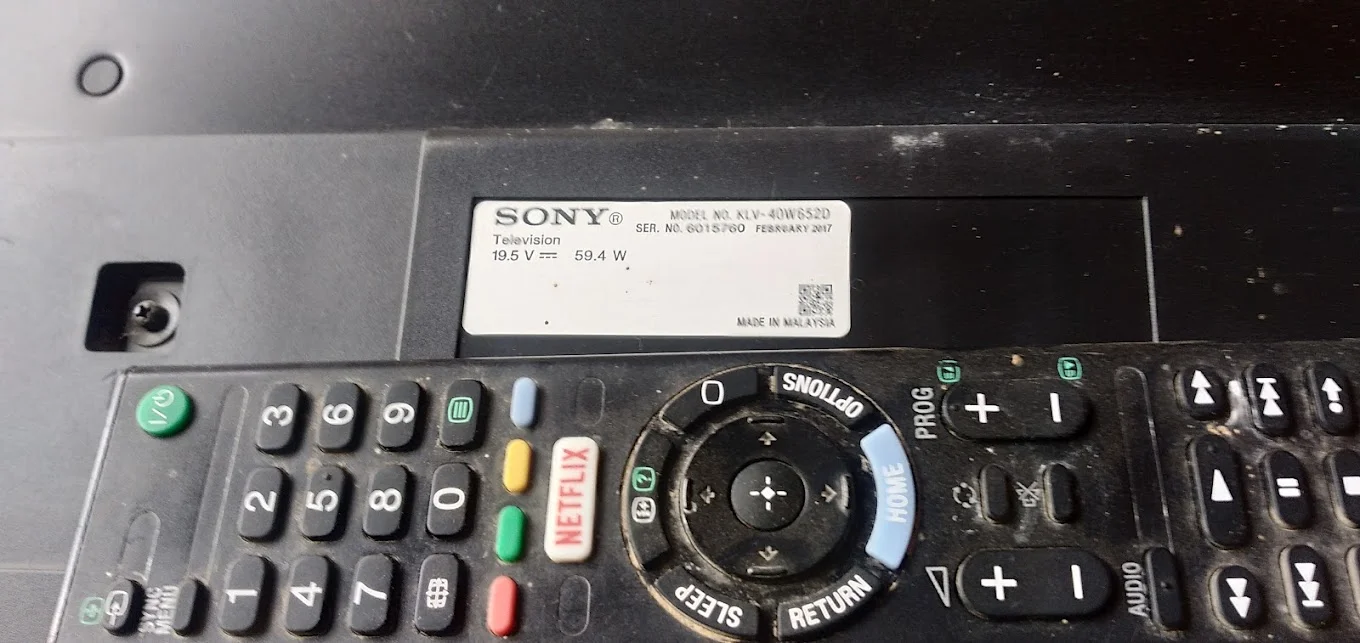 SONY®
MODEL NO. KLV-40W652D
SER. NO. 6015760 FEBRUARY 2017
Television
19.5 V ⎓ 59.4 W
MADE IN MALAYSIA
3 6 9
2 5 8 0
1 4 7
SYNC
MENU
NETFLIX
OPTIONS
HOME
RETURN
SLEEP
?
i+
PROG
+ −
+ −
AUDIO